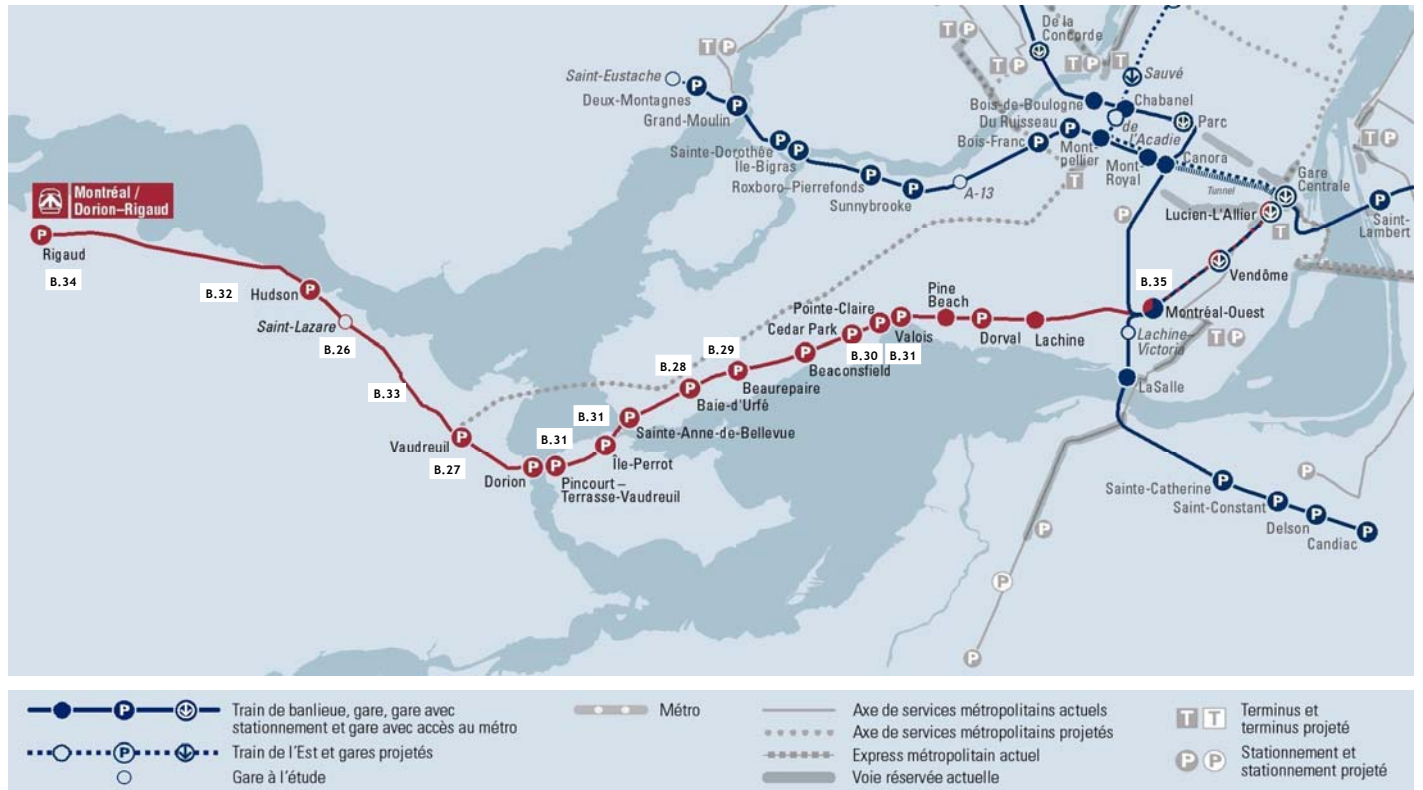 De la
Concorde
T P
Saint-Eustache
Deux-Montagnes
Grand-Moulin
Sainte-Dorothée
Ile-Bigras
Roxboro–Pierrefonds
Sunnybrooke
A-13
Bois-Franc
Du Ruisseau
Bois-de-Boulogne
Mont-
pellier
Mont-
Royal
Sauvé
Chabanel
de
l'Acadie
Parc
Canora
Tunnel
Gare
Centrale
Lucien-L'Allier
Saint-
Lambert
Vendôme
Montréal /
Dorion–Rigaud
Rigaud
B.34
B.32
Hudson
Saint-Lazare
B.26
B.33
Vaudreuil
B.27
Dorion
Pincourt –
Terrasse-Vaudreuil
B.31
Île-Perrot
B.31
Sainte-Anne-de-Bellevue
B.28
Baie-d'Urfé
B.29
Beaurepaire
Beaconsfield
Cedar Park
Pointe-Claire
B.30
B.31
Valois
Pine
Beach
Dorval
Lachine
B.35
Montréal-Ouest
Lachine–
Victoria
LaSalle
Sainte-Catherine
Saint-Constant
Delson
Candiac
Train de banlieue, gare, gare avec
stationnement et gare avec accès au métro
Train de l'Est et gares projetés
Gare à l'étude
Métro
Axe de services métropolitains actuels
Axe de services métropolitains projetés
Express métropolitain actuel
Voie réservée actuelle
T T
Terminus et
terminus projeté
P P
Stationnement et
stationnement projeté